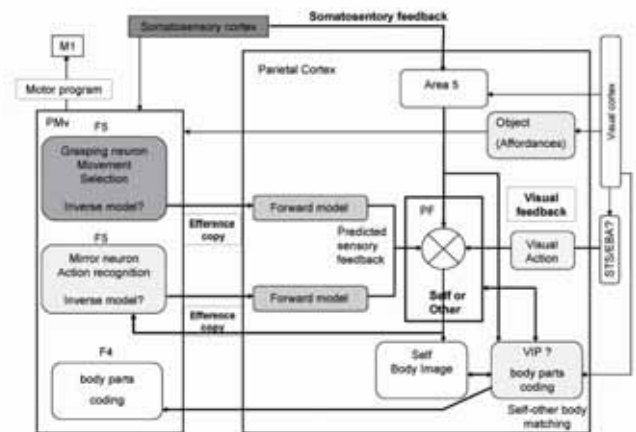 Somatosentory feedback
Somatosensory cortex
M1
Motor program
Parietal Cortex
Area 5
Visual cortex
PMv
F5
Object
(Affordances)
Grasping neuron
Movement
Selection
Inverse model?
Efference
copy
Forward model
PF
Visual
feedback
Predicted
sensory
feedback
Visual
Action
STS/EBA?
F5
Mirror neuron
Action recognition
Inverse model?
Forward model
Self or
Other
Efference
copy
F4
body parts
coding
Self
Body Image
VIP ?
body parts
coding
Self-other body
matching